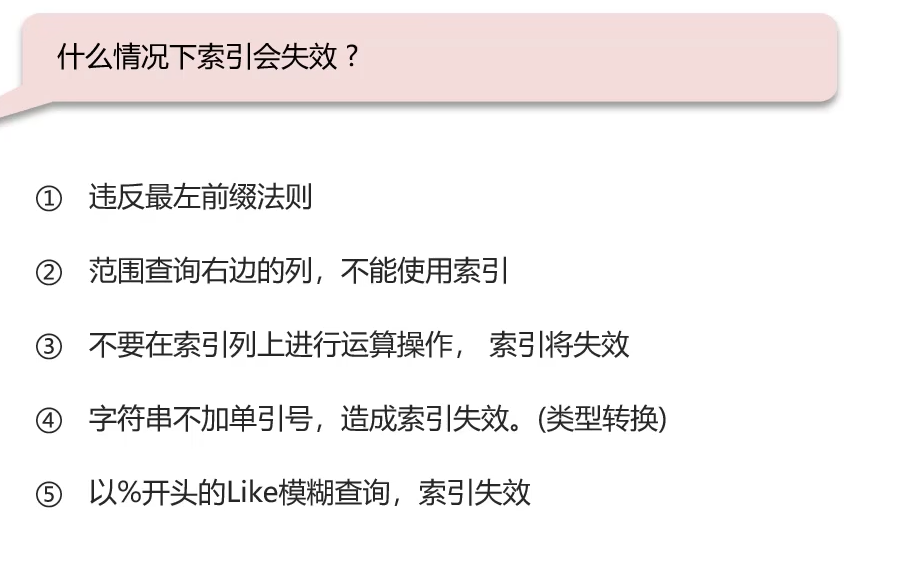 什么情况下索引会失效？
① 违反最左前缀法则
② 范围查询右边的列，不能使用索引
③ 不要在索引列上进行运算操作， 索引将失效
④ 字符串不加单引号，造成索引失效。(类型转换)
⑤ 以%开头的Like模糊查询，索引失效